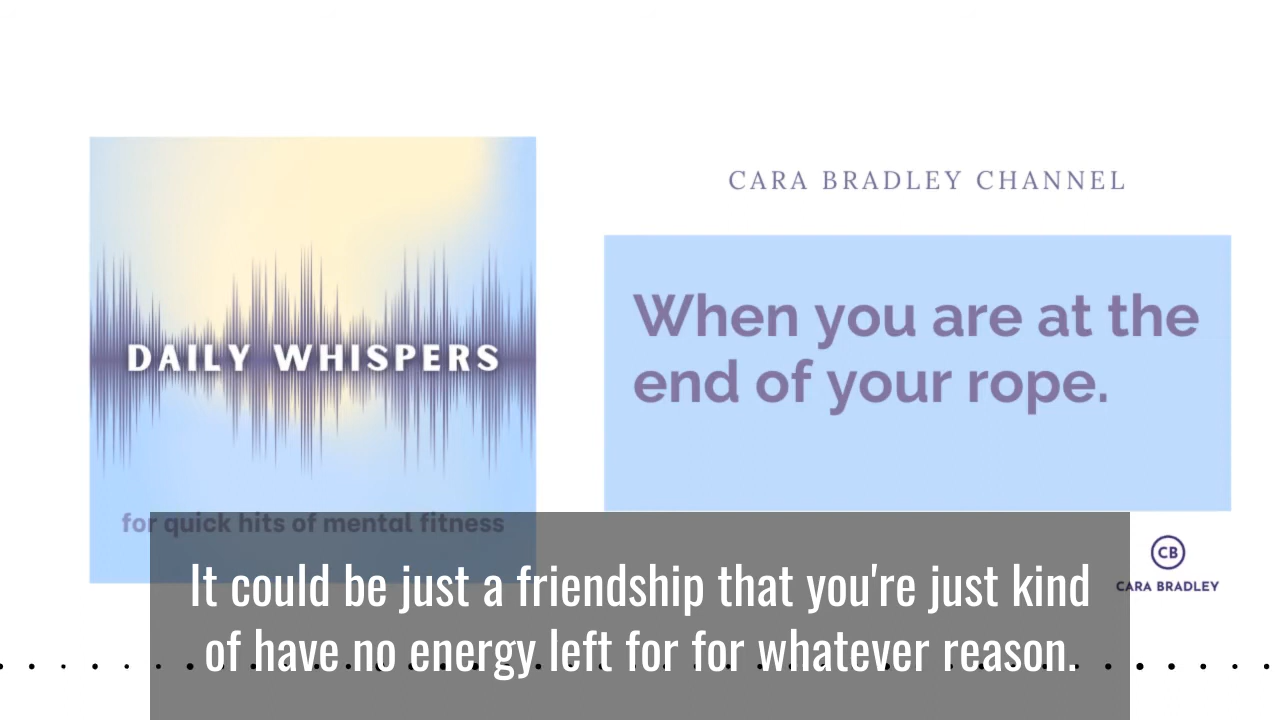 CARA BRADLEY CHANNEL
When you are at the
end of your rope.
DAILY WHISPERS
for quick hits of mental fitness
CB
CARA BRADLEY
It could be just a friendship that you're just kind
of have no energy left for for whatever reason.